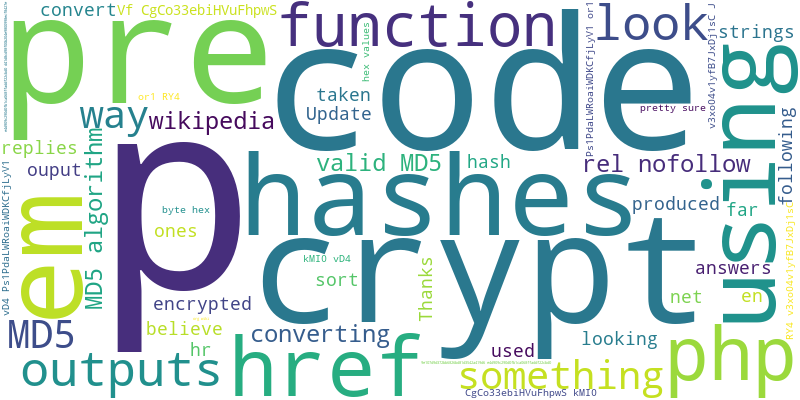 convert
Vf CgCo33ebiHVuFhpwS
pre
function
code
look
strings
hex values
or1 RY4
taken
Update
pretty sure
v3xo04v1yfB7JxDj1sC J
Ps1PdaLWRoaiWDKCfjLyV1 or1
way
wikipedia
using
replies
ouput
algorithm
valid MD5
hash
rel nofollow
following
p
hashes
em
MD5
byte hex
ones
produced
far
crypt
kMI0 vD4
sort
Thanks
answers
net
en
vD4 Ps1PdaLWRoaiWDKCfjLyV1
RY4 v3xo04v1yfB7JxDj1sC
encrypted
believe
MD5
hr
converting
looking
used
outputs
href
something
php
CgCo33ebiHVuFhpwS kMI0